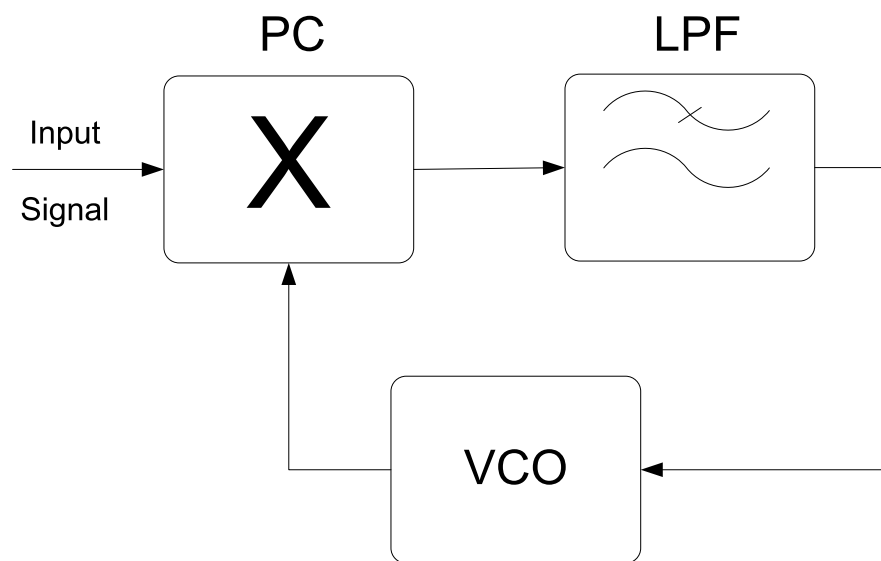 PC
LPF
Input
Signal
X
VCO